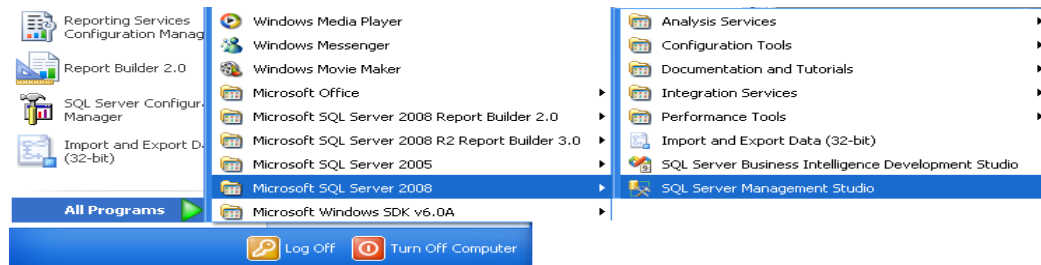 Reporting Services
Configuration Manag
Report Builder 2.0
SQL Server Configur
Manager
Import and Export D
(32-bit)
All Programs
Windows Media Player
Windows Messenger
Windows Movie Maker
Microsoft Office
Microsoft SQL Server 2008 Report Builder 2.0
Microsoft SQL Server 2008 R2 Report Builder 3.0
Microsoft SQL Server 2005
Microsoft SQL Server 2008
Microsoft Windows SDK v6.0A
Analysis Services
Configuration Tools
Documentation and Tutorials
Integration Services
Performance Tools
Import and Export Data (32-bit)
SQL Server Business Intelligence Development Studio
SQL Server Management Studio
Log Off
Turn Off Computer